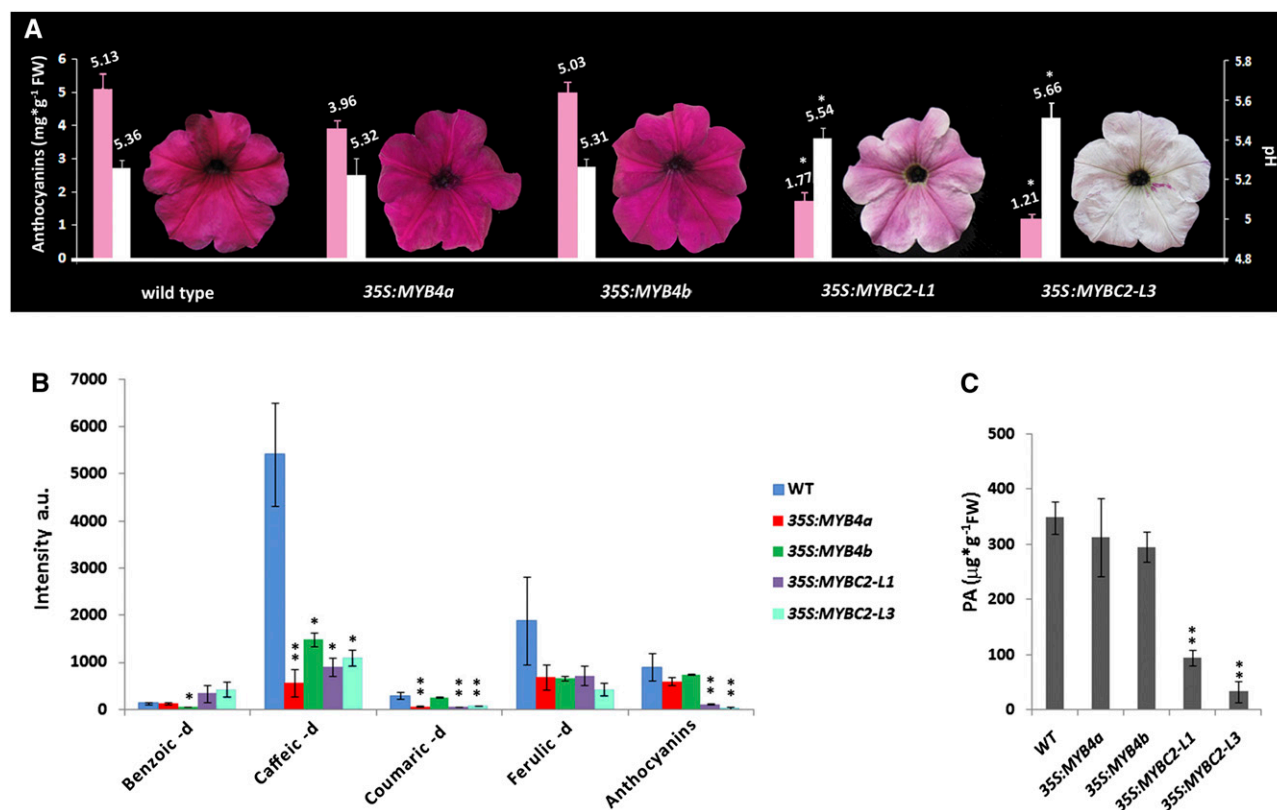 A
Anthocyanins (mg*g-1 FW)
6
5
4
3
2
1
0
5.13
5.36
3.96
5.32
5.03
5.31
*
1.77
*
5.54
*
1.21
*
5.66
5.8
5.6
5.4
5.2
5
4.8
pH
wild type
35S:MYB4a
35S:MYB4b
35S:MYBC2-L1
35S:MYBC2-L3
B
Intensity a.u.
7000
6000
5000
4000
3000
2000
1000
0
*
**
*
*
*
**
**
**
**
**
Benzoic -d
Caffeic -d
Coumaric -d
Ferulic -d
Anthocyanins
WT
35S:MYB4a
35S:MYB4b
35S:MYBC2-L1
35S:MYBC2-L3
C
PA (µg*g-1FW)
500
400
300
200
100
0
**
**
WT
35S:MYB4a
35S:MYB4b
35S:MYBC2-L1
35S:MYBC2-L3